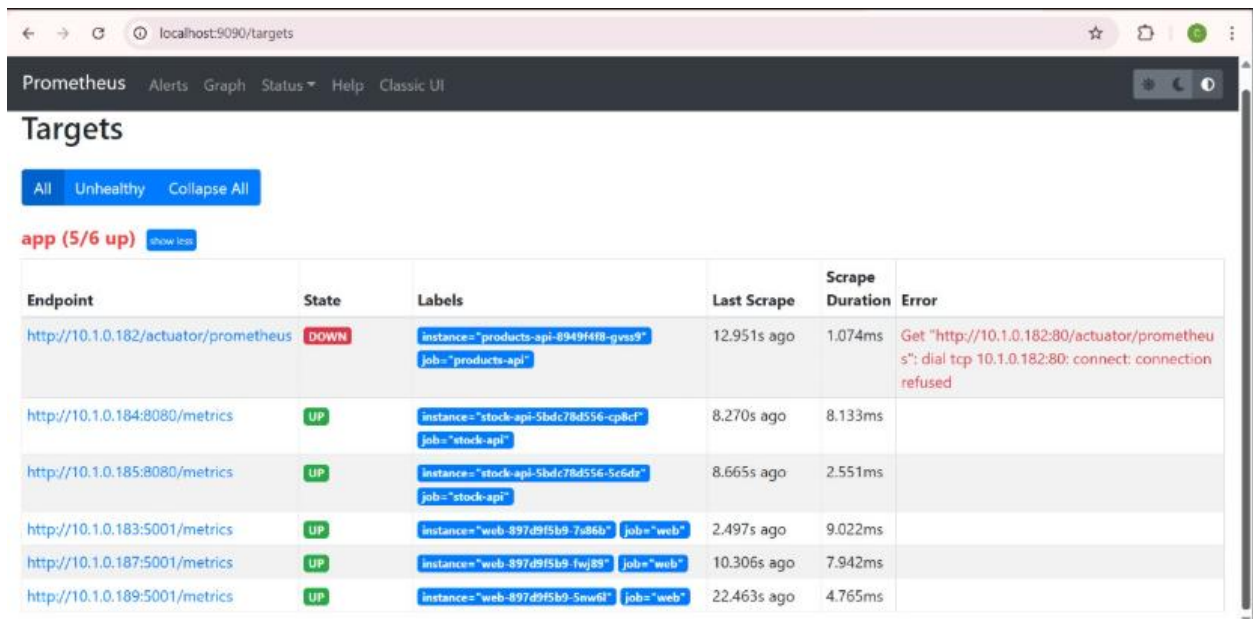 localhost:9090/targets
Prometheus Alerts Graph Status Help Classic UI
Targets
All Unhealthy Collapse All
app (5/6 up) show less
Endpoint State Labels Last Scrape Scrape Duration Error
http://10.1.0.182/actuator/prometheus DOWN instance="products-api-8949f4f8-gvss9" 12.951s ago 1.074ms Get "http://10.1.0.182:80/actuator/prometheu
job="products-api" s": dial tcp 10.1.0.182:80: connect: connection
refused
http://10.1.0.184:8080/metrics UP instance="stock-api-5bdc78d556-cp8cf" 8.270s ago 8.133ms
job="stock-api"
http://10.1.0.185:8080/metrics UP instance="stock-api-5bdc78d556-5c6dz" 8.665s ago 2.551ms
job="stock-api"
http://10.1.0.183:5001/metrics UP instance="web-897d9f5b9-7s86b" job="web" 2.497s ago 9.022ms
http://10.1.0.187:5001/metrics UP instance="web-897d9f5b9-fwj89" job="web" 10.306s ago 7.942ms
http://10.1.0.189:5001/metrics UP instance="web-897d9f5b9-5nw6l" job="web" 22.463s ago 4.765ms